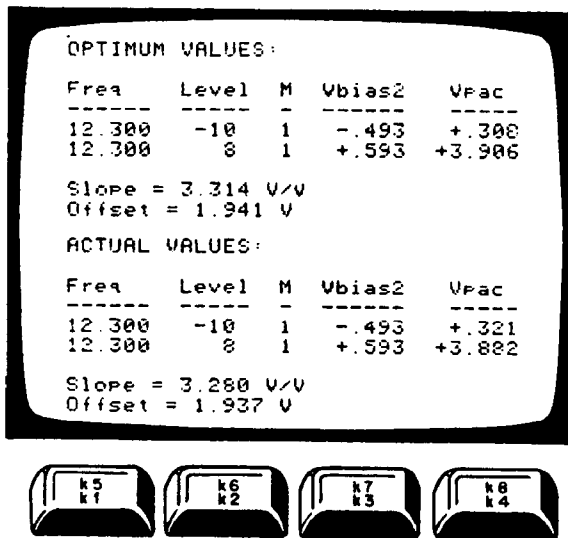 OPTIMUM VALUES:
Freq Level M Vbias2 Vpac
------ ----- - ------ -----
12.300 -10 1 -.493 +.308
12.300 8 1 +.593 +3.906
Slope = 3.314 V/V
Offset = 1.941 V
ACTUAL VALUES:
Freq Level M Vbias2 Vpac
------ ----- - ------ -----
12.300 -10 1 -.493 +.321
12.300 8 1 +.593 +3.882
Slope = 3.280 V/V
Offset = 1.937 V
k5 k6 k7 k8
k1 k2 k3 k4